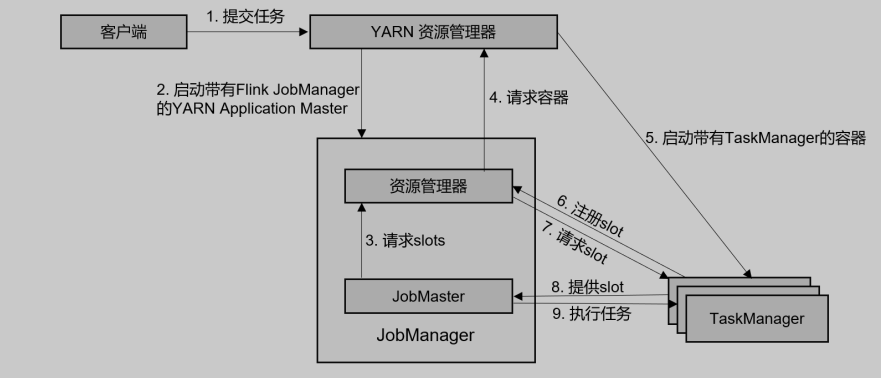 1. 提交任务
客户端
YARN 资源管理器
2. 启动带有Flink JobManager
的YARN Application Master
4. 请求容器
5. 启动带有TaskManager的容器
资源管理器
6. 注册slot
7. 请求slot
3. 请求slots
8. 提供slot
JobMaster
9. 执行任务
TaskManager
JobManager